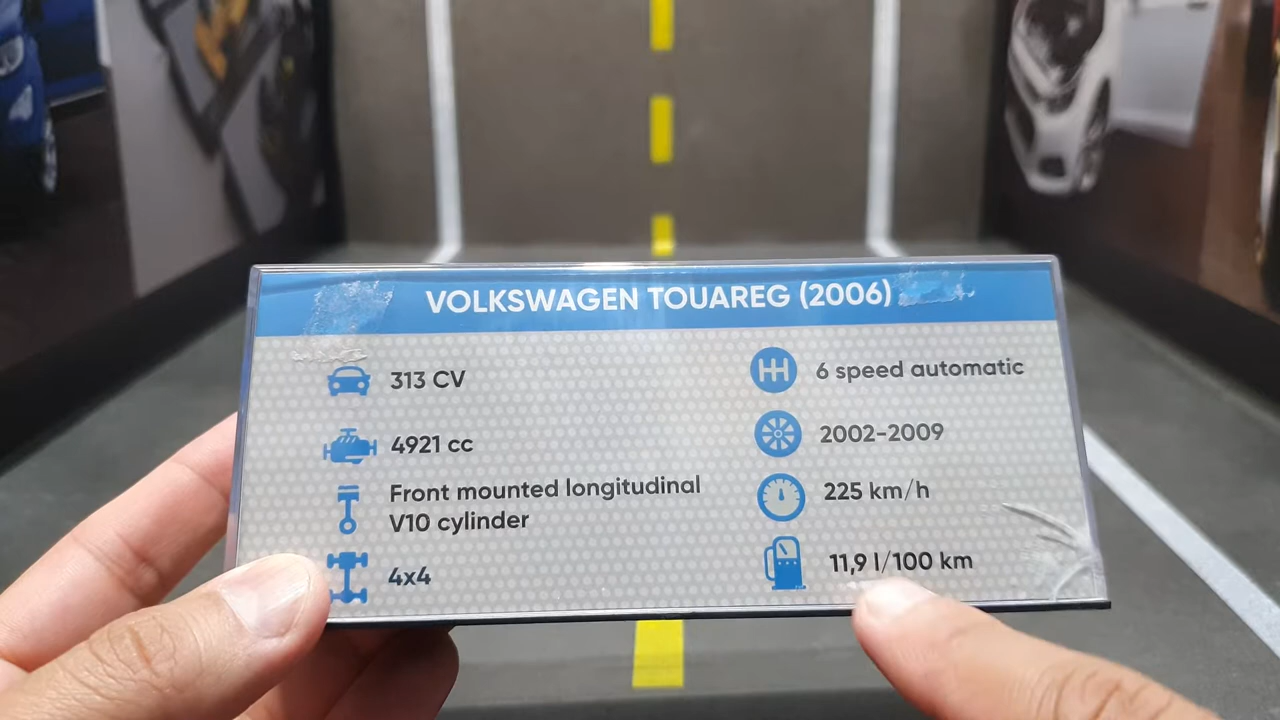 VOLKSWAGEN TOUAREG (2006)
313 CV
4921 cc
Front mounted longitudinal
V10 cylinder
4x4
6 speed automatic
2002-2009
225 km/h
11,9 l/100 km